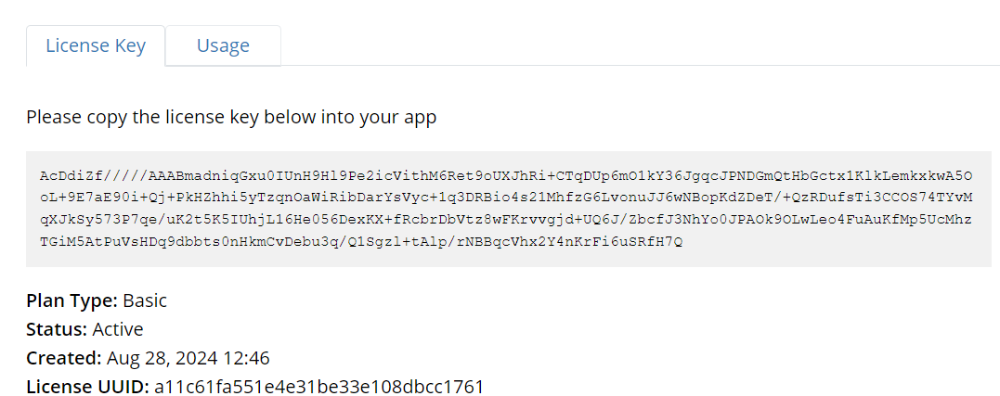 License Key
Usage
Please copy the license key below into your app
AcDdiZf/////AAABmadniqGxu0IUnH9Hl9Pe2icVithM6Ret9oUXJhRi+CTqDUp6mO1kY36JgqcJPNDGmQtHbGctx1KlkLemkxkwA5O
oL+9E7aE90i+Qj+PkHZhhi5yTzqnOaWiRibDarYsVyc+1q3DRBio4s21MhfzG6LvonuJJ6wNBopKdZDeT/+QzRDufsTi3CCOS74TYvM
qXJkSy573P7qe/uK2t5K5IUhjL16He056DexKX+fRcbrDbVtz8wFKrvvgjd+UQ6J/ZbcfJ3NhYo0JPAOk9OLwLeo4FuAuKfMp5UcMhz
TGiM5AtPuVsHDq9dbbts0nHkmCvDebu3q/Q1Sgzl+tAlp/rNBBqcVhx2Y4nKrFi6uSRfH7Q
Plan Type: Basic
Status: Active
Created: Aug 28, 2024 12:46
License UUID: a11c61fa551e4e31be33e108dbcc1761